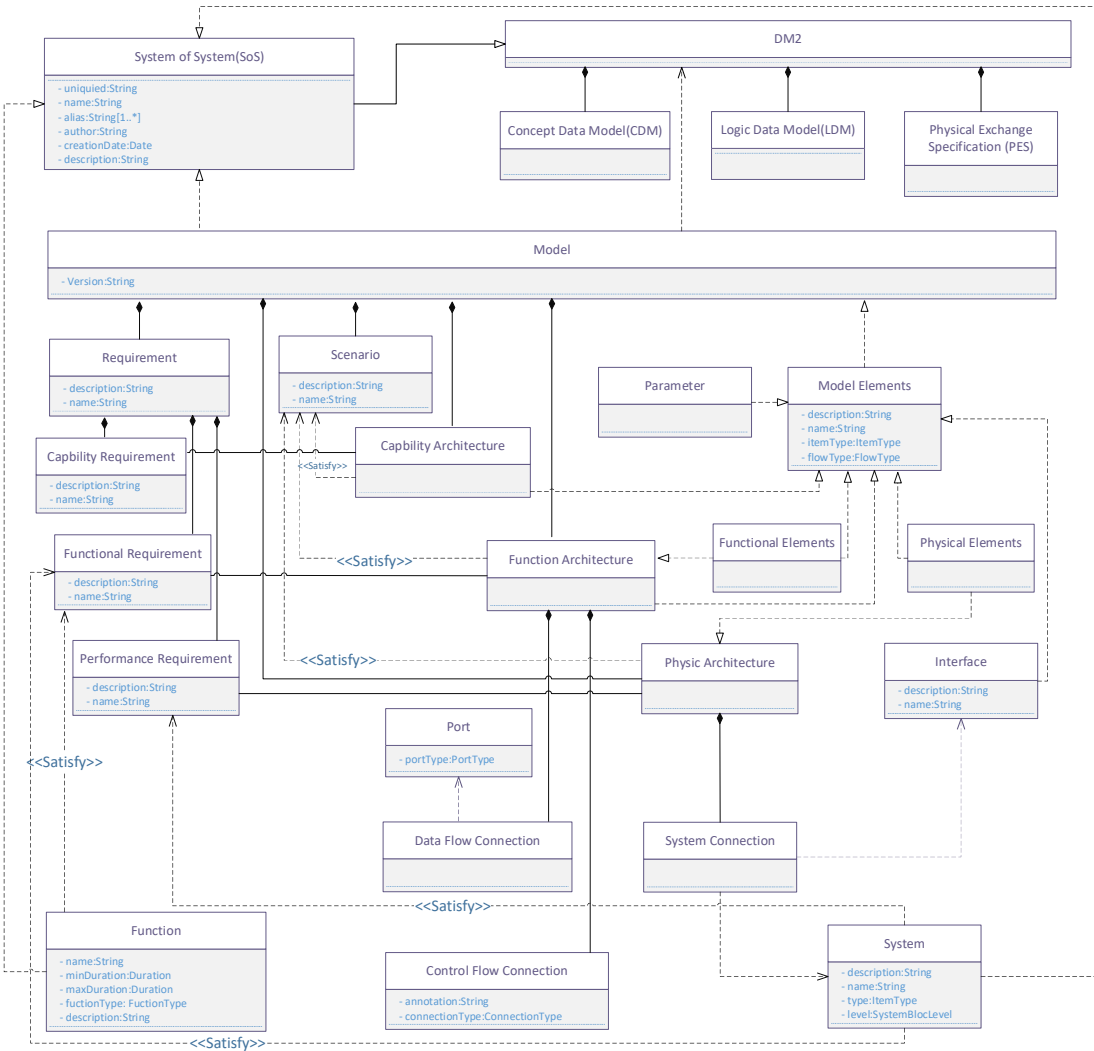 System of System(SoS)
- uniquied:String
- name:String
- alias:String[1..*]
- author:String
- creationDate:Date
- description:String
DM2
Concept Data Model(CDM)
Logic Data Model(LDM)
Physical Exchange
Specification (PES)
Model
- Version:String
Requirement
- description:String
- name:String
Scenario
- description:String
- name:String
Parameter
Model Elements
- description:String
- name:String
- itemType:ItemType
- flowType:FlowType
Capbility Requirement
- description:String
- name:String
Capbility Architecture
<<Satisfy>>
Functional Requirement
- description:String
- name:String
<<Satisfy>>
Function Architecture
Functional Elements
Physical Elements
Performance Requirement
- description:String
- name:String
<<Satisfy>>
Physic Architecture
Interface
- description:String
- name:String
<<Satisfy>>
Port
- portType:PortType
Data Flow Connection
System Connection
<<Satisfy>>
Function
- name:String
- minDuration:Duration
- maxDuration:Duration
- fuctionType: FuctionType
- description:String
Control Flow Connection
- annotation:String
- connectionType:ConnectionType
System
- description:String
- name:String
- type:ItemType
- level:SystemBlocLevel
<<Satisfy>>